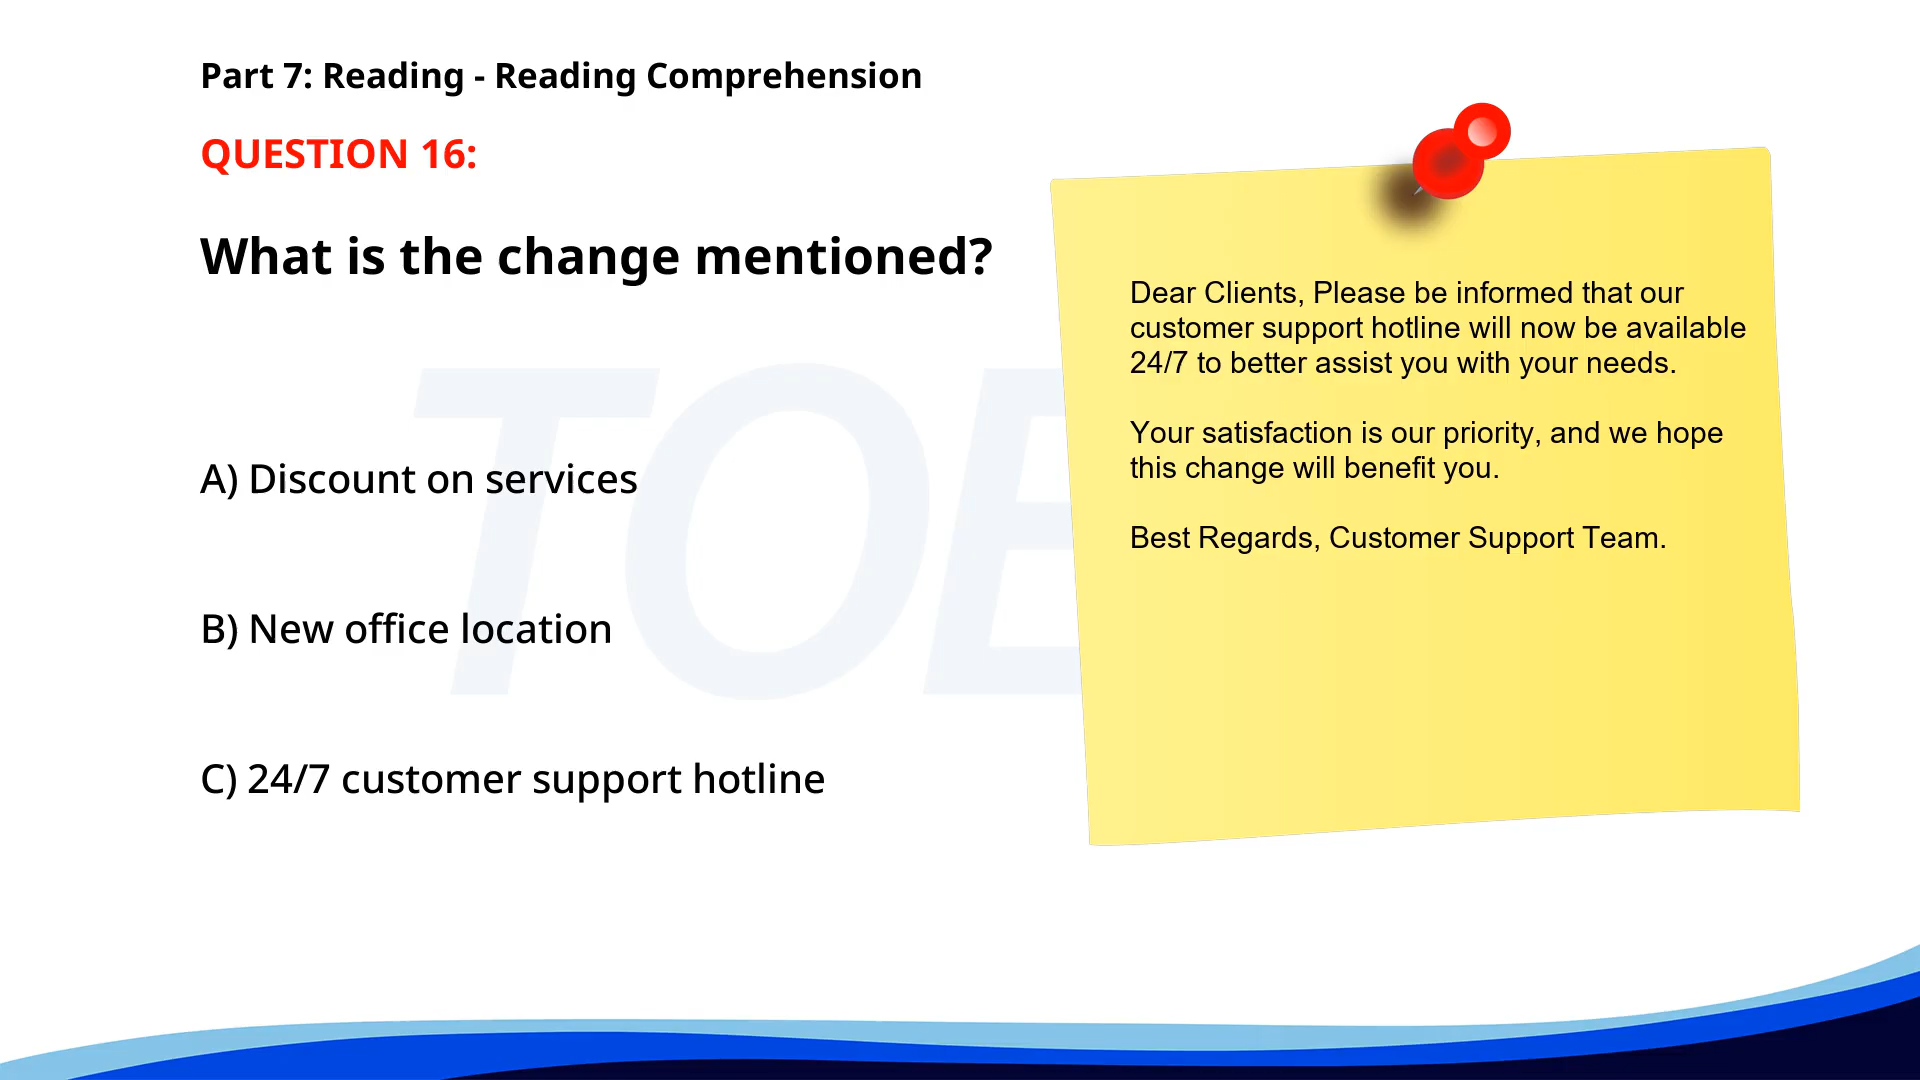 Part 7: Reading - Reading Comprehension
QUESTION 16:
What is the change mentioned?
A) Discount on services
B) New office location
C) 24/7 customer support hotline
Dear Clients, Please be informed that our
customer support hotline will now be available
24/7 to better assist you with your needs.
Your satisfaction is our priority, and we hope
this change will benefit you.
Best Regards, Customer Support Team.